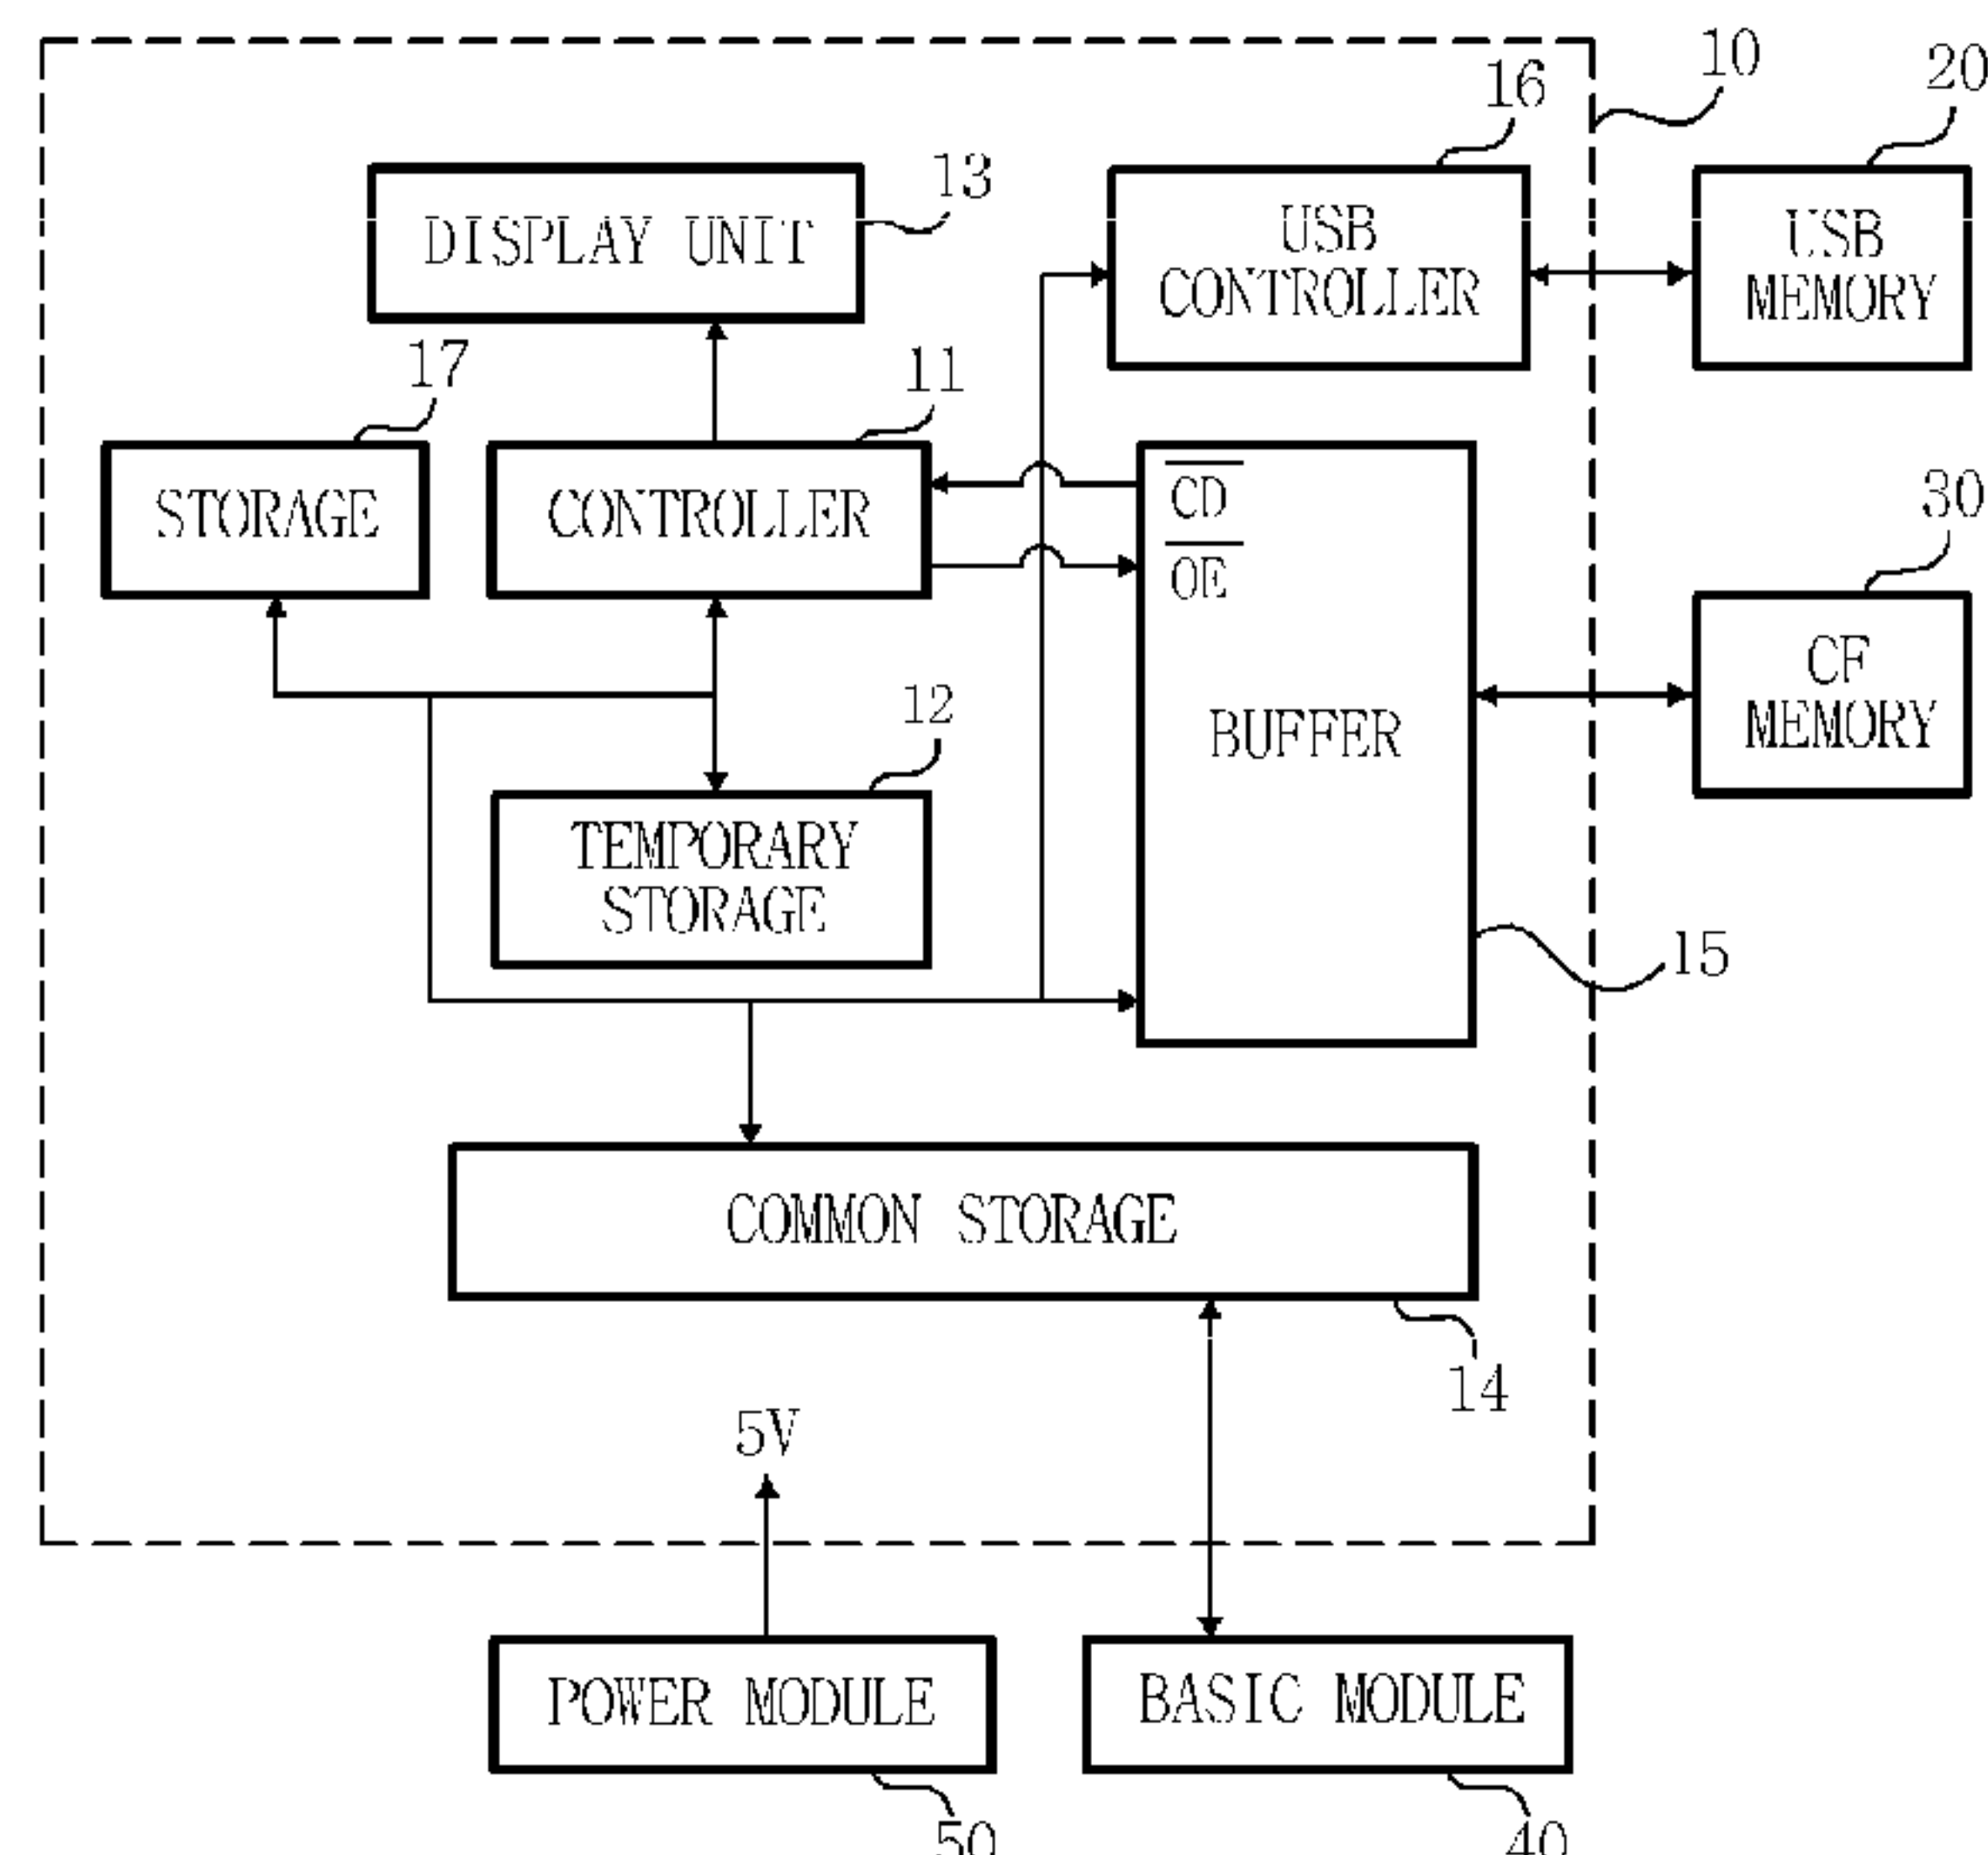 10
20
16
13
DISPLAY UNIT
USB
CONTROLLER
USB
MEMORY
17
11
30
STORAGE
CONTROLLER
CD
OE
CF
MEMORY
12
BUFFER
TEMPORARY
STORAGE
15
COMMON STORAGE
14
5V
POWER MODULE
BASIC MODULE
50
40